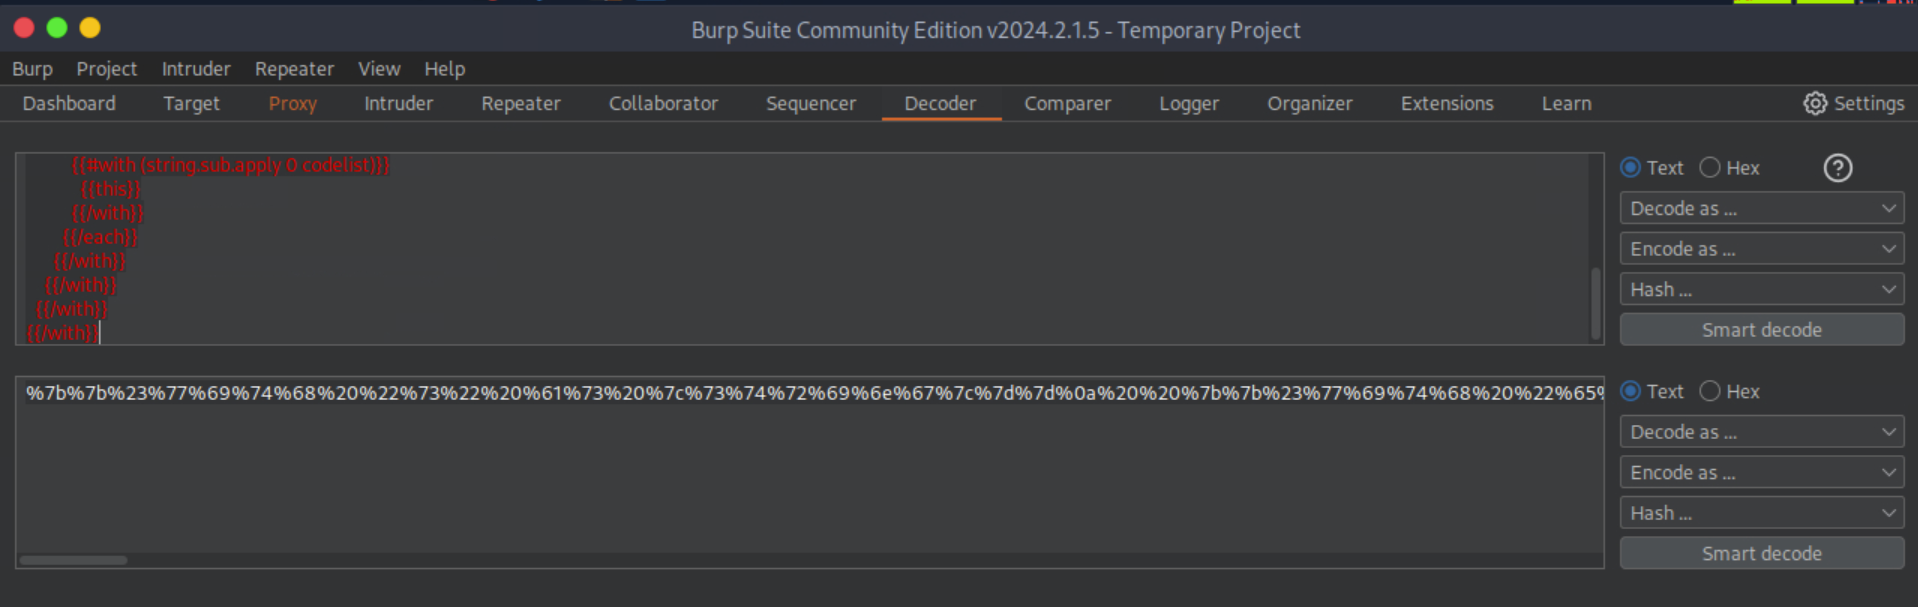 Burp Suite Community Edition v2024.2.1.5 - Temporary Project
Burp Project Intruder Repeater View Help
Dashboard Target Proxy Intruder Repeater Collaborator Sequencer Decoder Comparer Logger Organizer Extensions Learn Settings
{{#with (string.sub.apply 0 codelist)}}
{{this}}
{{/with}}
{{/each}}
{{/with}}
{{/with}}
{{/with}}
{{/with}}
Text Hex ?
Decode as ...
Encode as ...
Hash ...
Smart decode
%7b%7b%23%77%69%74%68%20%22%73%22%20%61%73%20%7c%73%74%72%69%6e%67%7c%7d%7d%0a%20%20%7b%7b%23%77%69%74%68%20%22%65%
Text Hex
Decode as ...
Encode as ...
Hash ...
Smart decode